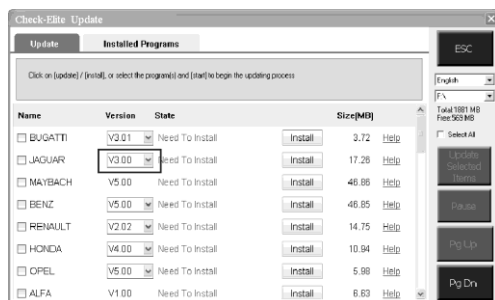 Check-Elite Update
Update
Installed Programs
ESC
Click on [update] / [install], or select the program(s) and [start] to begin the updating process
English
F:\
Total:1881 MB
Free:569 MB
Select All
Name Version State Size[MB]
BUGATTI V3.01 Need To Install Install 3.72 Help
JAGUAR V3.00 Need To Install Install 17.26 Help
MAYBACH V5.00 Need To Install Install 46.86 Help
BENZ V5.00 Need To Install Install 46.85 Help
RENAULT V2.02 Need To Install Install 14.75 Help
HONDA V4.00 Need To Install Install 10.94 Help
OPEL V5.00 Need To Install Install 5.98 Help
ALFA V1.00 Need To Install Install 6.63 Help
Update
Selected
Items
Pause
Pg Up
Pg Dn